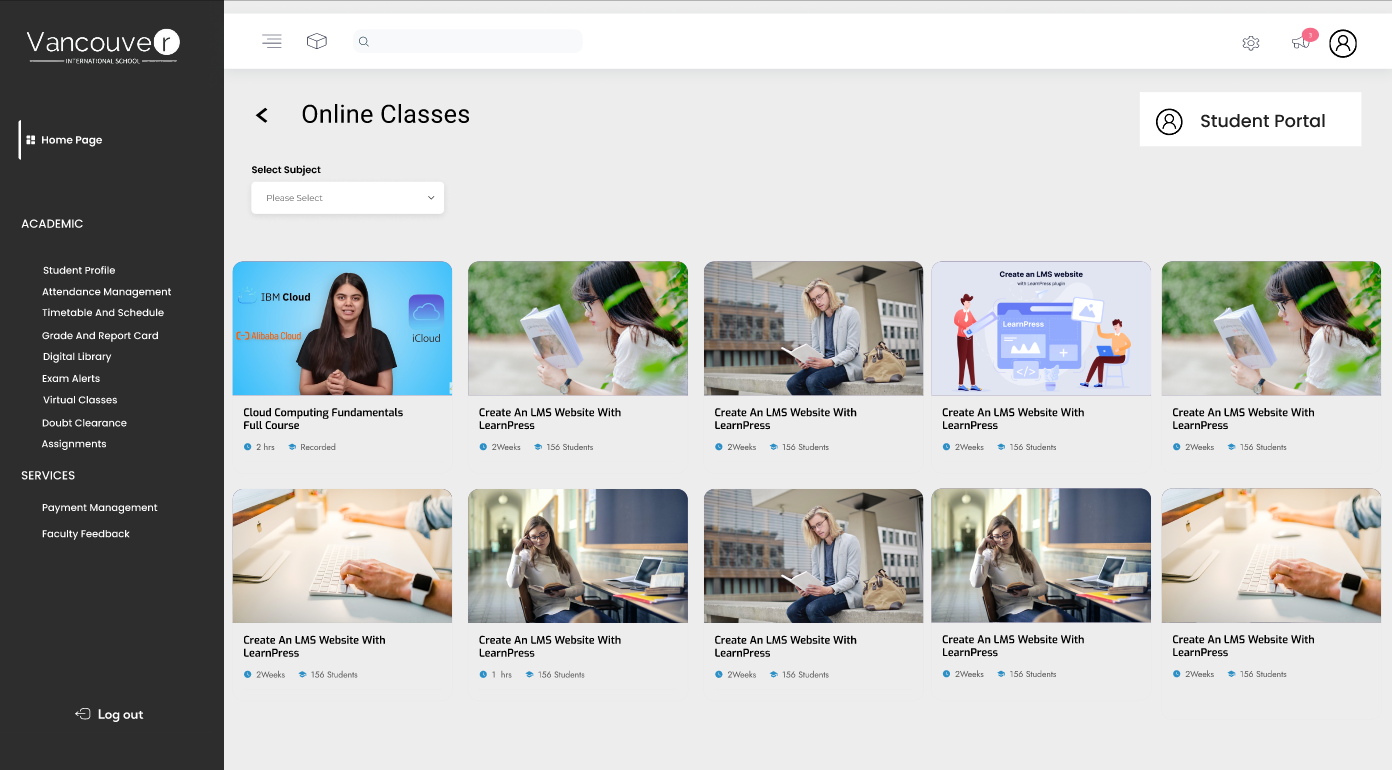 Vancouver
INTERNATIONAL SCHOOL
Home Page
ACADEMIC
Student Profile
Attendance Management
Timetable And Schedule
Grade And Report Card
Digital Library
Exam Alerts
Virtual Classes
Doubt Clearance
Assignments
SERVICES
Payment Management
Faculty Feedback
Log out
Online Classes
Student Portal
Select Subject
Please Select
IBM Cloud
Alibaba Cloud
iCloud
Cloud Computing Fundamentals
Full Course
2 hrs Recorded
Create An LMS Website With
LearnPress
2Weeks 156 Students
Create An LMS Website With
LearnPress
2Weeks 156 Students
Create an LMS website
with LearnPress plugin
LearnPress
</>
Create An LMS Website With
LearnPress
2Weeks 156 Students
Create An LMS Website With
LearnPress
2Weeks 156 Students
Create An LMS Website With
LearnPress
2Weeks 156 Students
Create An LMS Website With
LearnPress
1 hrs 156 Students
Create An LMS Website With
LearnPress
2Weeks 156 Students
Create An LMS Website With
LearnPress
2Weeks 156 Students
Create An LMS Website With
LearnPress
2Weeks 156 Students